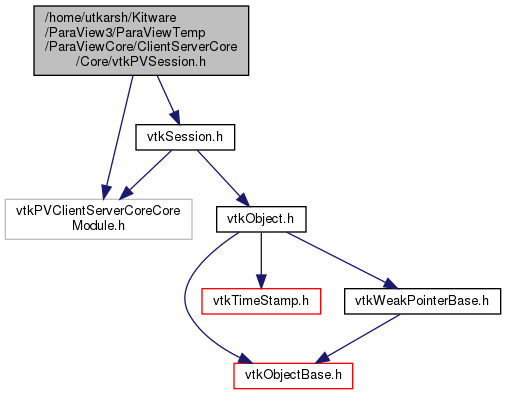 /home/utkarsh/Kitware
/ParaView3/ParaViewTemp
/ParaViewCore/ClientServerCore
/Core/vtkPVSession.h
vtkSession.h
vtkPVClientServerCoreCore
Module.h
vtkObject.h
vtkTimeStamp.h
vtkWeakPointerBase.h
vtkObjectBase.h